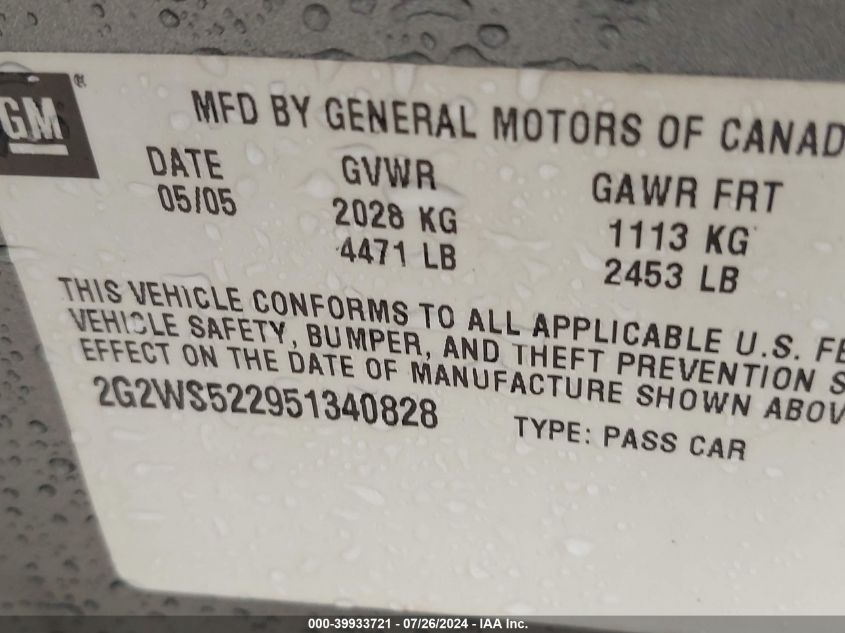 GM ®
MFD BY GENERAL MOTORS OF CANAD
DATE GVWR GAWR FRT
05/05 2028 KG 1113 KG
4471 LB 2453 LB
THIS VEHICLE CONFORMS TO ALL APPLICABLE U.S. FE
VEHICLE SAFETY, BUMPER, AND THEFT PREVENTION S
EFFECT ON THE DATE OF MANUFACTURE SHOWN ABOV
2G2WS522951340828 TYPE: PASS CAR
000-39933721 - 07/26/2024 - IAA Inc.